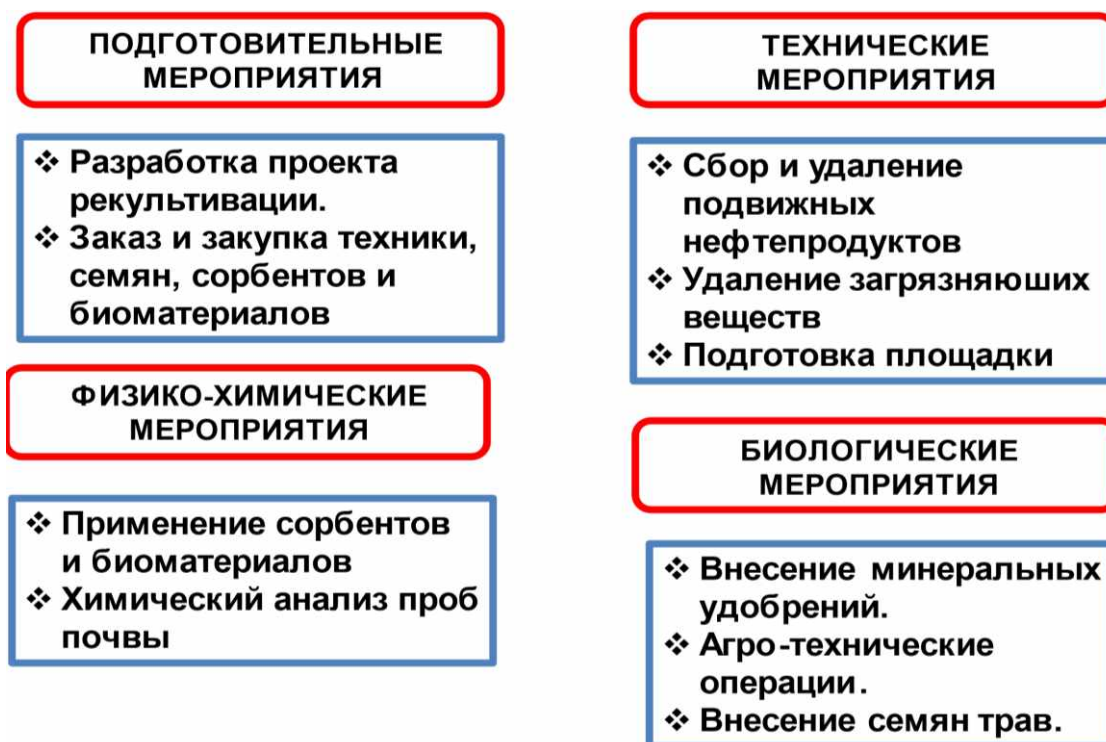 ПОДГОТОВИТЕЛЬНЫЕ
МЕРОПРИЯТИЯ
❖ Разработка проекта
рекультивации.
❖ Заказ и закупка техники,
семян, сорбентов и
биоматериалов
ФИЗИКО-ХИМИЧЕСКИЕ
МЕРОПРИЯТИЯ
❖ Применение сорбентов
и биоматериалов
❖ Химический анализ проб
почвы
ТЕХНИЧЕСКИЕ
МЕРОПРИЯТИЯ
❖ Сбор и удаление
подвижных
нефтепродуктов
❖ Удаление загрязняюших
веществ
❖ Подготовка площадки
БИОЛОГИЧЕСКИЕ
МЕРОПРИЯТИЯ
❖ Внесение минеральных
удобрений.
❖ Агро-технические
операции.
❖ Внесение семян трав.